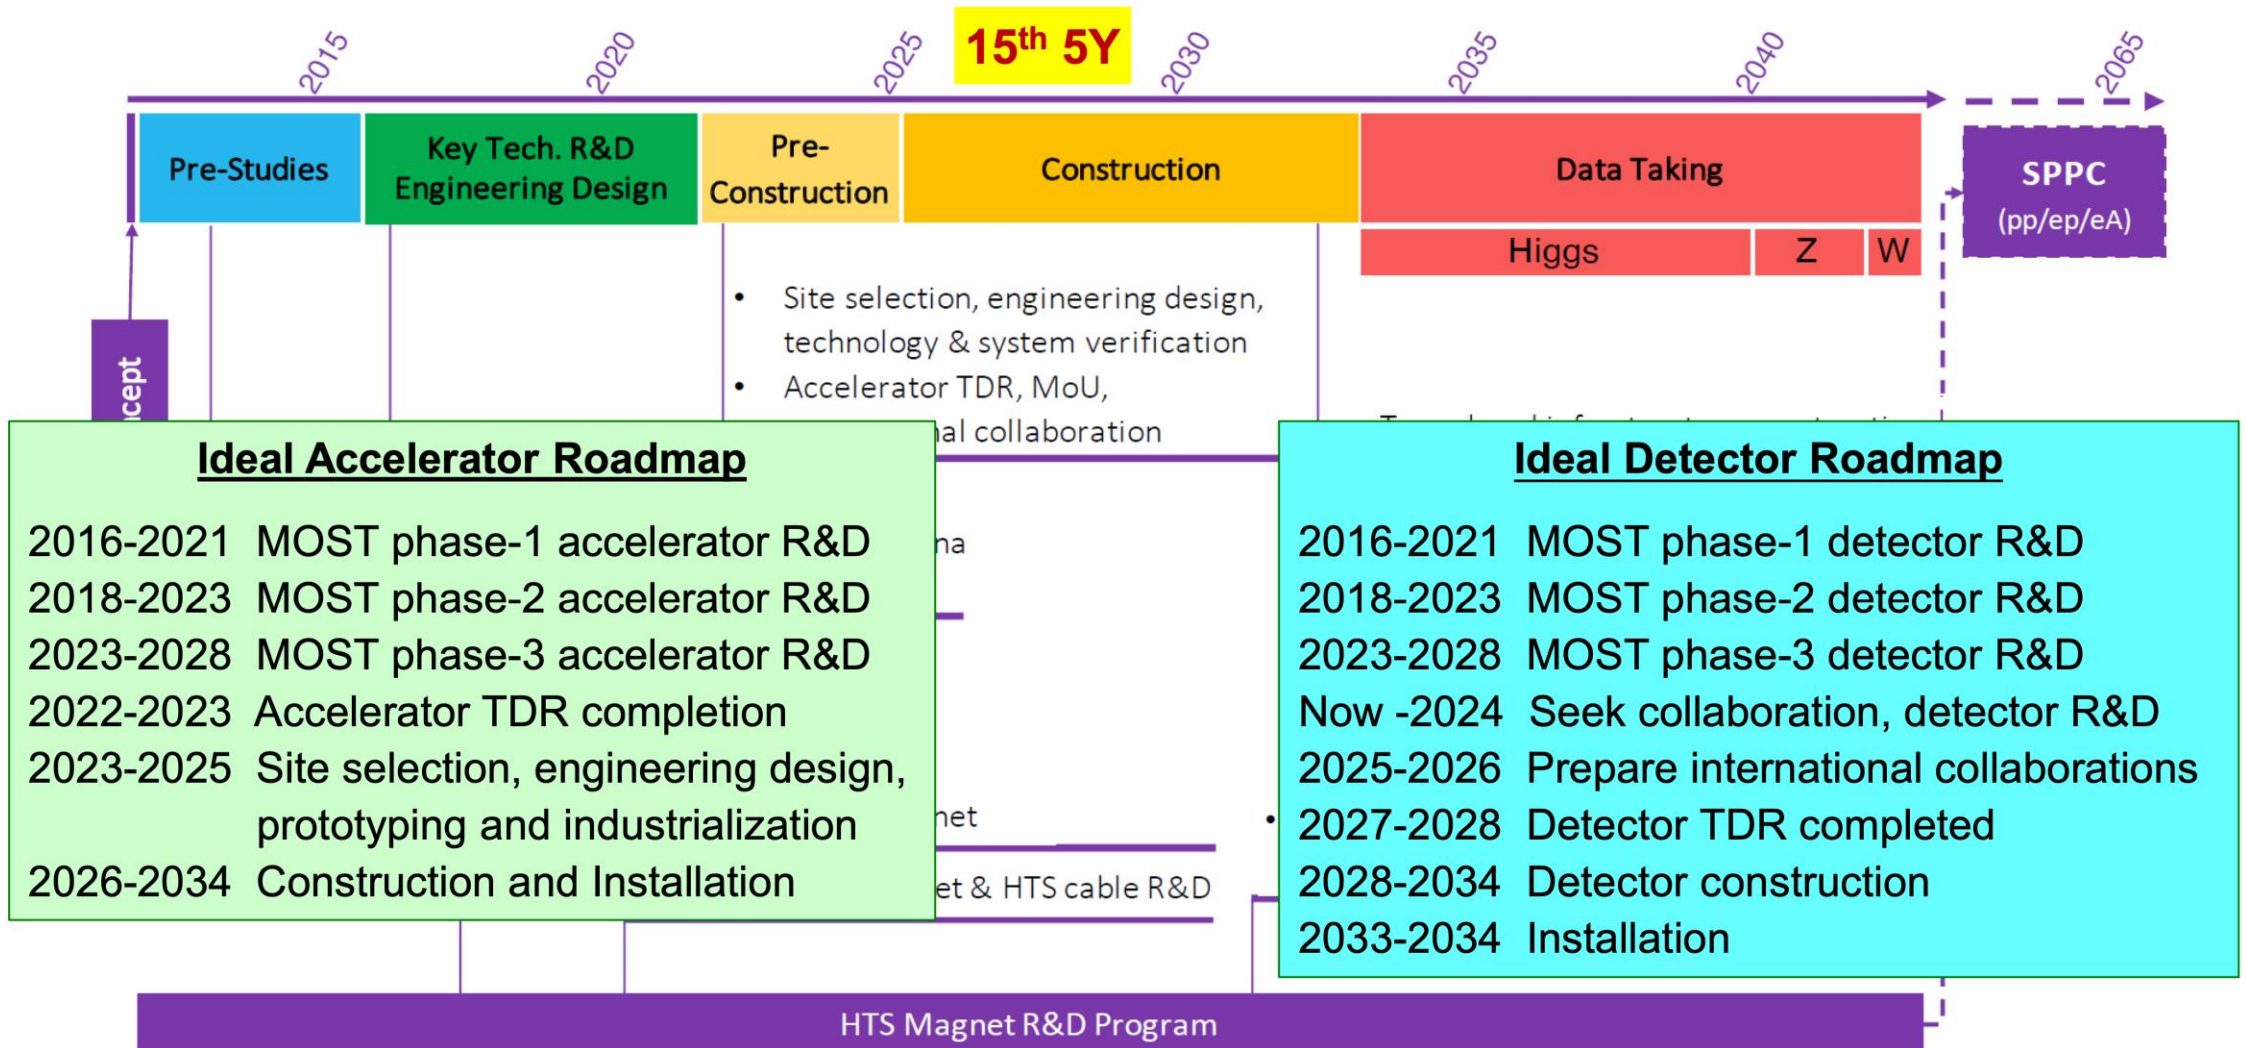 2015
2020
2025
15th 5Y
2030
2035
2040
2065
Pre-Studies
Key Tech. R&D
Engineering Design
Pre-
Construction
Construction
Data Taking
SPPC
(pp/ep/eA)
Higgs
Z
W
• Site selection, engineering design,
technology & system verification
• Accelerator TDR, MoU,
collaboration
Ideal Accelerator Roadmap
2016-2021 MOST phase-1 accelerator R&D
2018-2023 MOST phase-2 accelerator R&D
2023-2028 MOST phase-3 accelerator R&D
2022-2023 Accelerator TDR completion
2023-2025 Site selection, engineering design,
prototyping and industrialization
2026-2034 Construction and Installation
& HTS cable R&D
Ideal Detector Roadmap
2016-2021 MOST phase-1 detector R&D
2018-2023 MOST phase-2 detector R&D
2023-2028 MOST phase-3 detector R&D
Now -2024 Seek collaboration, detector R&D
2025-2026 Prepare international collaborations
2027-2028 Detector TDR completed
2028-2034 Detector construction
2033-2034 Installation
HTS Magnet R&D Program